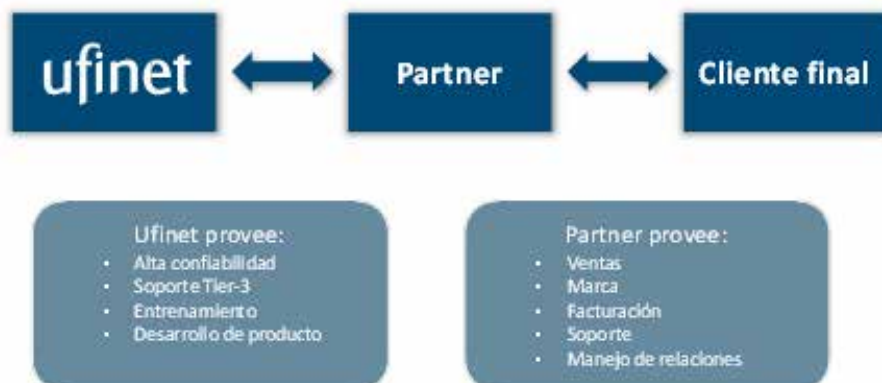 ufinet
Partner
Cliente final
Ufinet provee:
• Alta confiabilidad
• Soporte Tier-3
• Entrenamiento
• Desarrollo de producto
Partner provee:
• Ventas
• Marca
• Facturación
• Soporte
• Manejo de relaciones